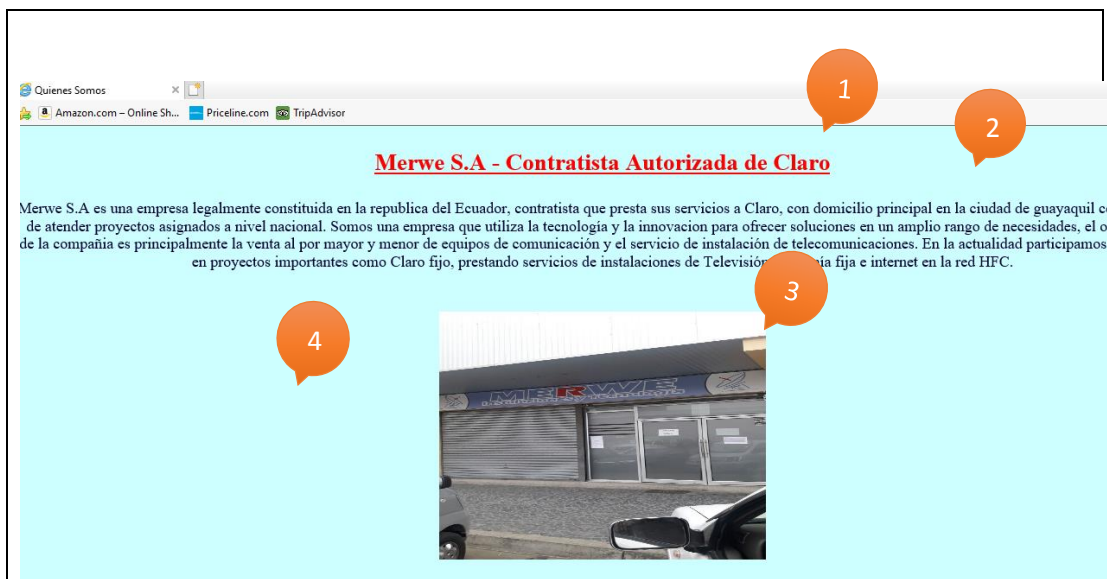 Quienes Somos
Amazon.com – Online Sh... Priceline.com TripAdvisor
1
2
Merwe S.A - Contratista Autorizada de Claro
Merwe S.A es una empresa legalmente constituida en la republica del Ecuador, contratista que presta sus servicios a Claro, con domicilio principal en la ciudad de guayaquil
de atender proyectos asignados a nivel nacional. Somos una empresa que utiliza la tecnología y la innovacion para ofrecer soluciones en un amplio rango de necesidades, el
de la compañia es principalmente la venta al por mayor y menor de equipos de comunicación y el servicio de instalación de telecomunicaciones. En la actualidad participamos
en proyectos importantes como Claro fijo, prestando servicios de instalaciones de Televisión fija e internet en la red HFC.
3
4
MERWE